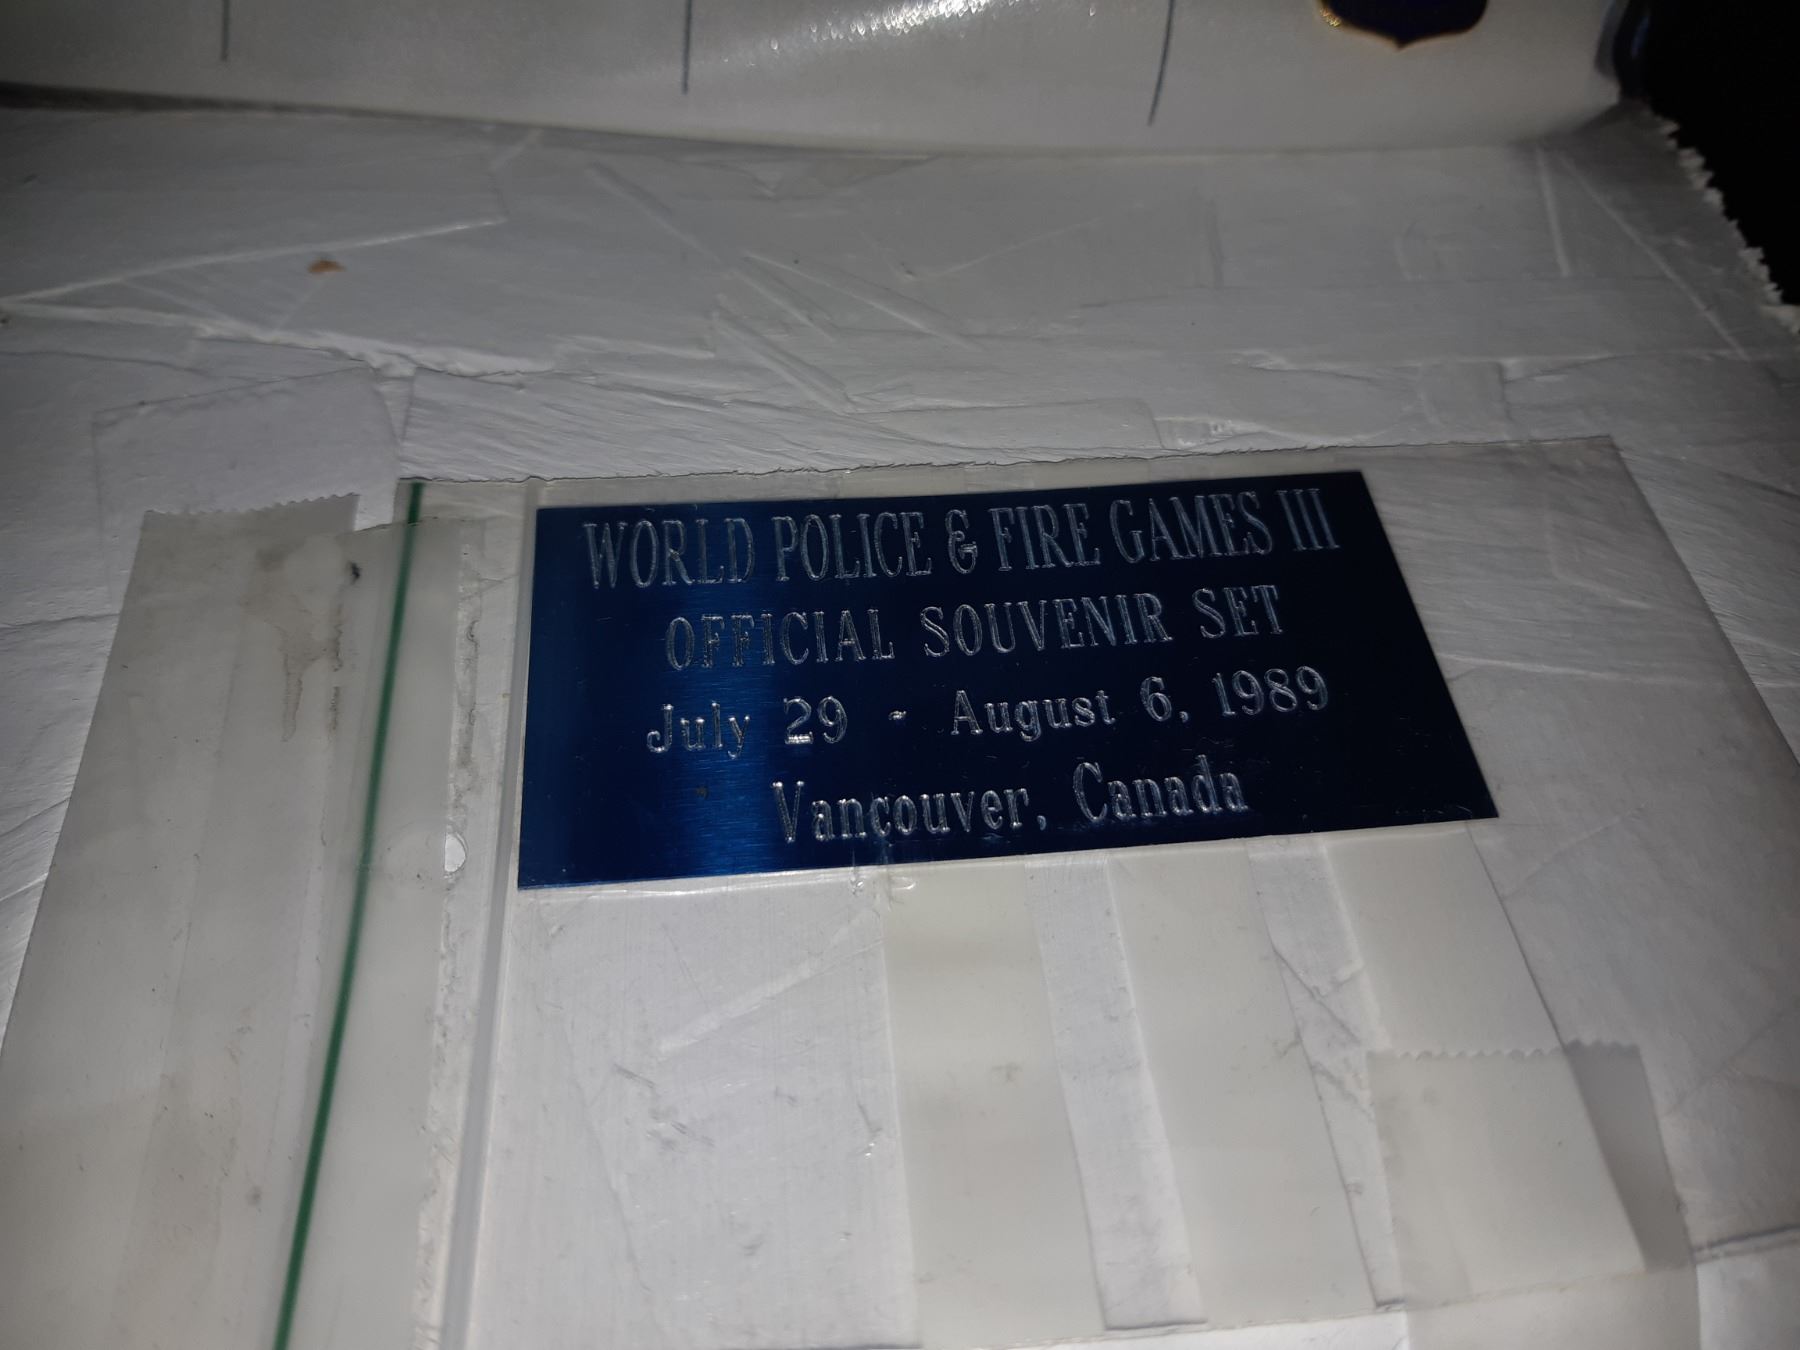 WORLD POLICE & FIRE GAMES III
OFFICIAL SOUVENIR SET
July 29 - August 6, 1989
Vancouver, Canada